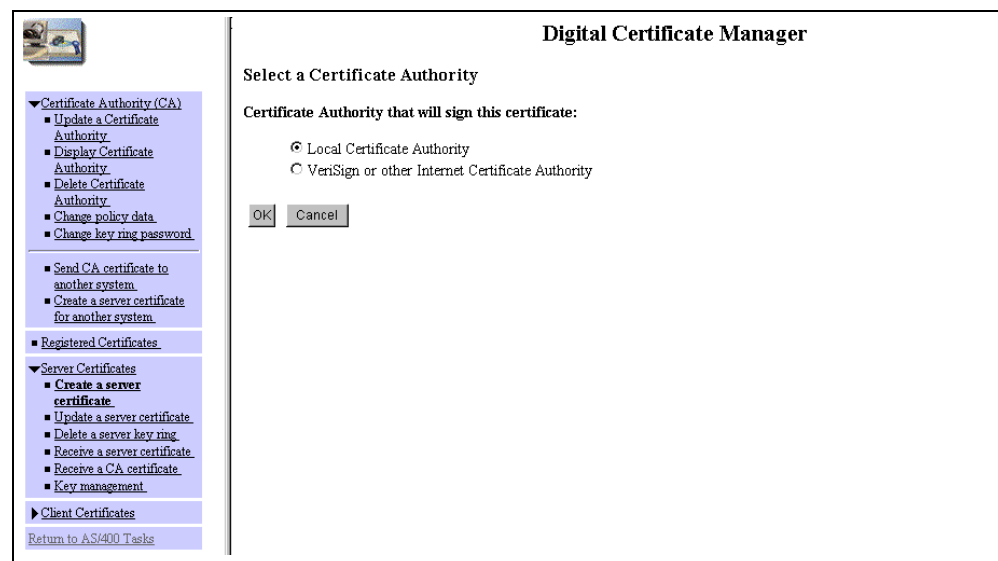 Digital Certificate Manager
Select a Certificate Authority
Certificate Authority that will sign this certificate:
Local Certificate Authority
VeriSign or other Internet Certificate Authority
OK Cancel
Certificate Authority (CA)
Update a Certificate
Authority
Display Certificate
Authority
Delete Certificate
Authority
Change policy data
Change key ring password
Send CA certificate to
another system
Create a server certificate
for another system
Registered Certificates
Server Certificates
Create a server
certificate
Update a server certificate
Delete a server key ring
Receive a server certificate
Receive a CA certificate
Key management
Client Certificates
Return to AS/400 Tasks